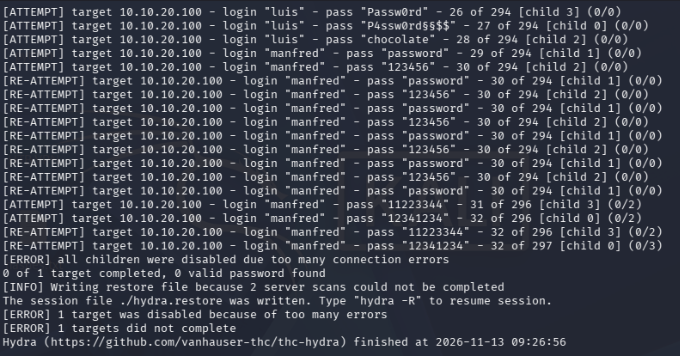 [ATTEMPT] target 10.10.20.100 - login "luis" - pass "Passw0rd" - 26 of 294 [child 3] (0/0)
[ATTEMPT] target 10.10.20.100 - login "luis" - pass "P4ssw0rd§§$$" - 27 of 294 [child 0] (0/0)
[ATTEMPT] target 10.10.20.100 - login "luis" - pass "chocolate" - 28 of 294 [child 2] (0/0)
[ATTEMPT] target 10.10.20.100 - login "manfred" - pass "password" - 29 of 294 [child 1] (0/0)
[ATTEMPT] target 10.10.20.100 - login "manfred" - pass "123456" - 30 of 294 [child 2] (0/0)
[RE-ATTEMPT] target 10.10.20.100 - login "manfred" - pass "password" - 30 of 294 [child 1] (0/0)
[RE-ATTEMPT] target 10.10.20.100 - login "manfred" - pass "123456" - 30 of 294 [child 2] (0/0)
[RE-ATTEMPT] target 10.10.20.100 - login "manfred" - pass "password" - 30 of 294 [child 1] (0/0)
[RE-ATTEMPT] target 10.10.20.100 - login "manfred" - pass "123456" - 30 of 294 [child 2] (0/0)
[RE-ATTEMPT] target 10.10.20.100 - login "manfred" - pass "123456" - 30 of 294 [child 2] (0/0)
[RE-ATTEMPT] target 10.10.20.100 - login "manfred" - pass "password" - 30 of 294 [child 1] (0/0)
[RE-ATTEMPT] target 10.10.20.100 - login "manfred" - pass "password" - 30 of 294 [child 1] (0/0)
[RE-ATTEMPT] target 10.10.20.100 - login "manfred" - pass "123456" - 30 of 294 [child 2] (0/0)
[RE-ATTEMPT] target 10.10.20.100 - login "manfred" - pass "password" - 30 of 294 [child 1] (0/0)
[ATTEMPT] target 10.10.20.100 - login "manfred" - pass "11223344" - 31 of 296 [child 3] (0/2)
[ATTEMPT] target 10.10.20.100 - login "manfred" - pass "12341234" - 32 of 296 [child 0] (0/2)
[RE-ATTEMPT] target 10.10.20.100 - login "manfred" - pass "11223344" - 32 of 296 [child 3] (0/2)
[RE-ATTEMPT] target 10.10.20.100 - login "manfred" - pass "12341234" - 32 of 297 [child 0] (0/3)
[ERROR] all children were disabled due too many connection errors
0 of 1 target completed, 0 valid password found
[INFO] Writing restore file because 2 server scans could not be completed
The session file ./hydra.restore was written. Type "hydra -R" to resume session.
[ERROR] 1 target was disabled because of too many errors
[ERROR] 1 targets did not complete
Hydra (https://github.com/vanhauser-thc/thc-hydra) finished at 2026-11-13 09:26:56